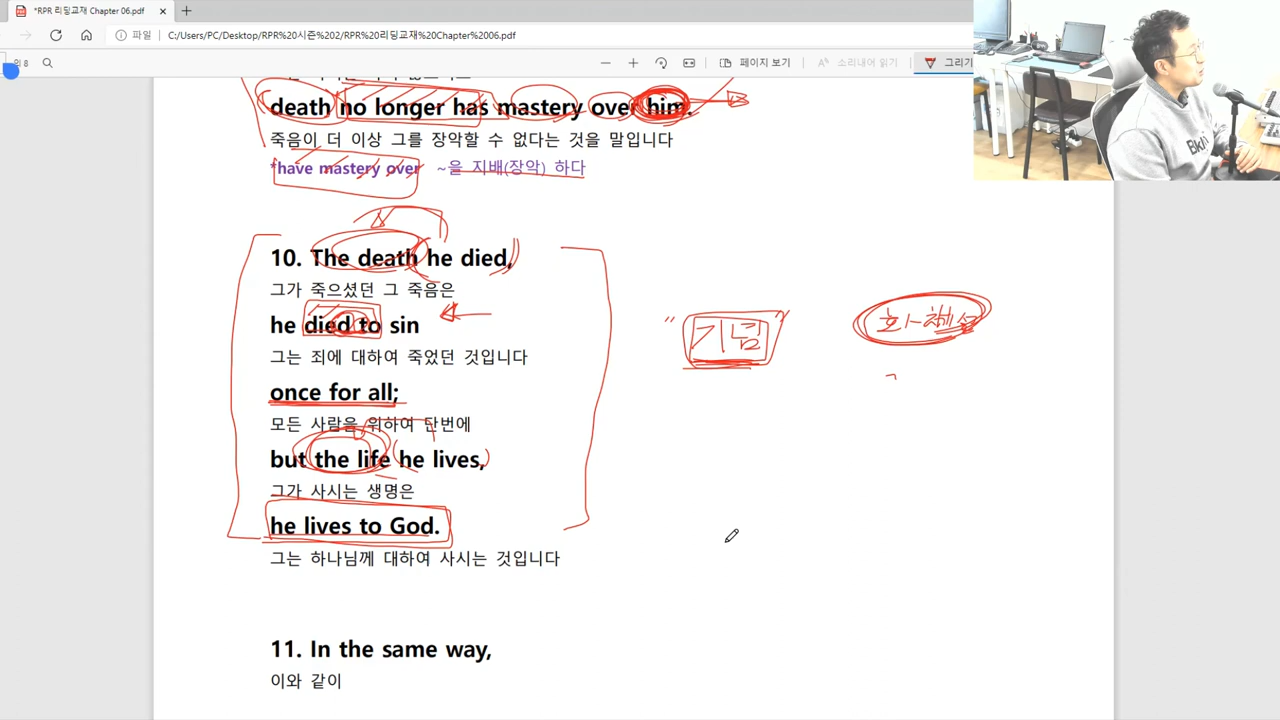 *RPR 리딩교재 Chapter 06.pdf
파일 C:/Users/PC/Desktop/RPR%20시즌%202/RPR%20리딩교재%20Chapter%2006.pdf
의 8 페이지 보기 소리내어 읽기 그리기
death no longer has mastery over him.
죽음이 더 이상 그를 장악할 수 없다는 것을 말입니다
*have mastery over ~을 지배(장악) 하다
10. The death he died,
그가 죽으셨던 그 죽음은
he died to sin
그는 죄에 대하여 죽었던 것입니다
"기념"
화체설
once for all;
모든 사람을 위하여 단번에
but the life he lives,
그가 사시는 생명은
he lives to God.
그는 하나님께 대하여 사시는 것입니다
11. In the same way,
이와 같이